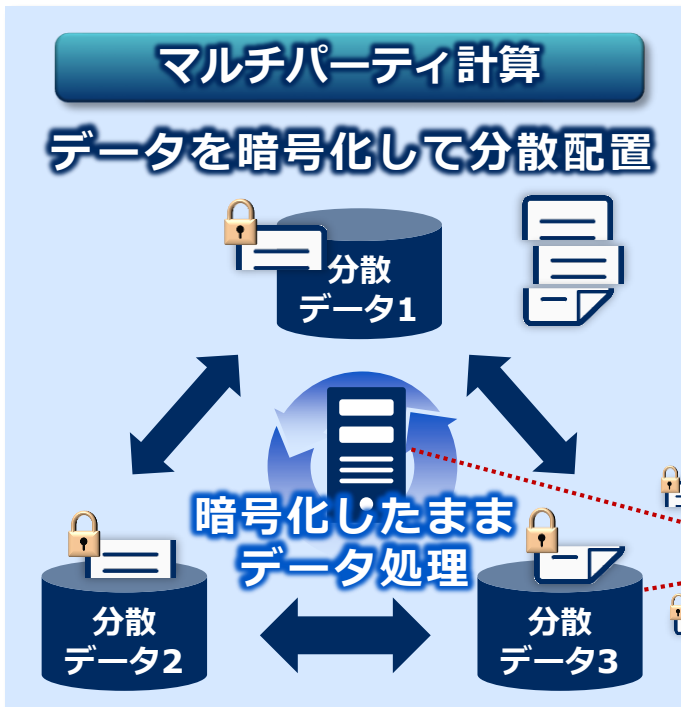 マルチパーティ計算
データを暗号化して分散配置
分散
データ1
暗号化したまま
データ処理
分散
データ2
分散
データ3